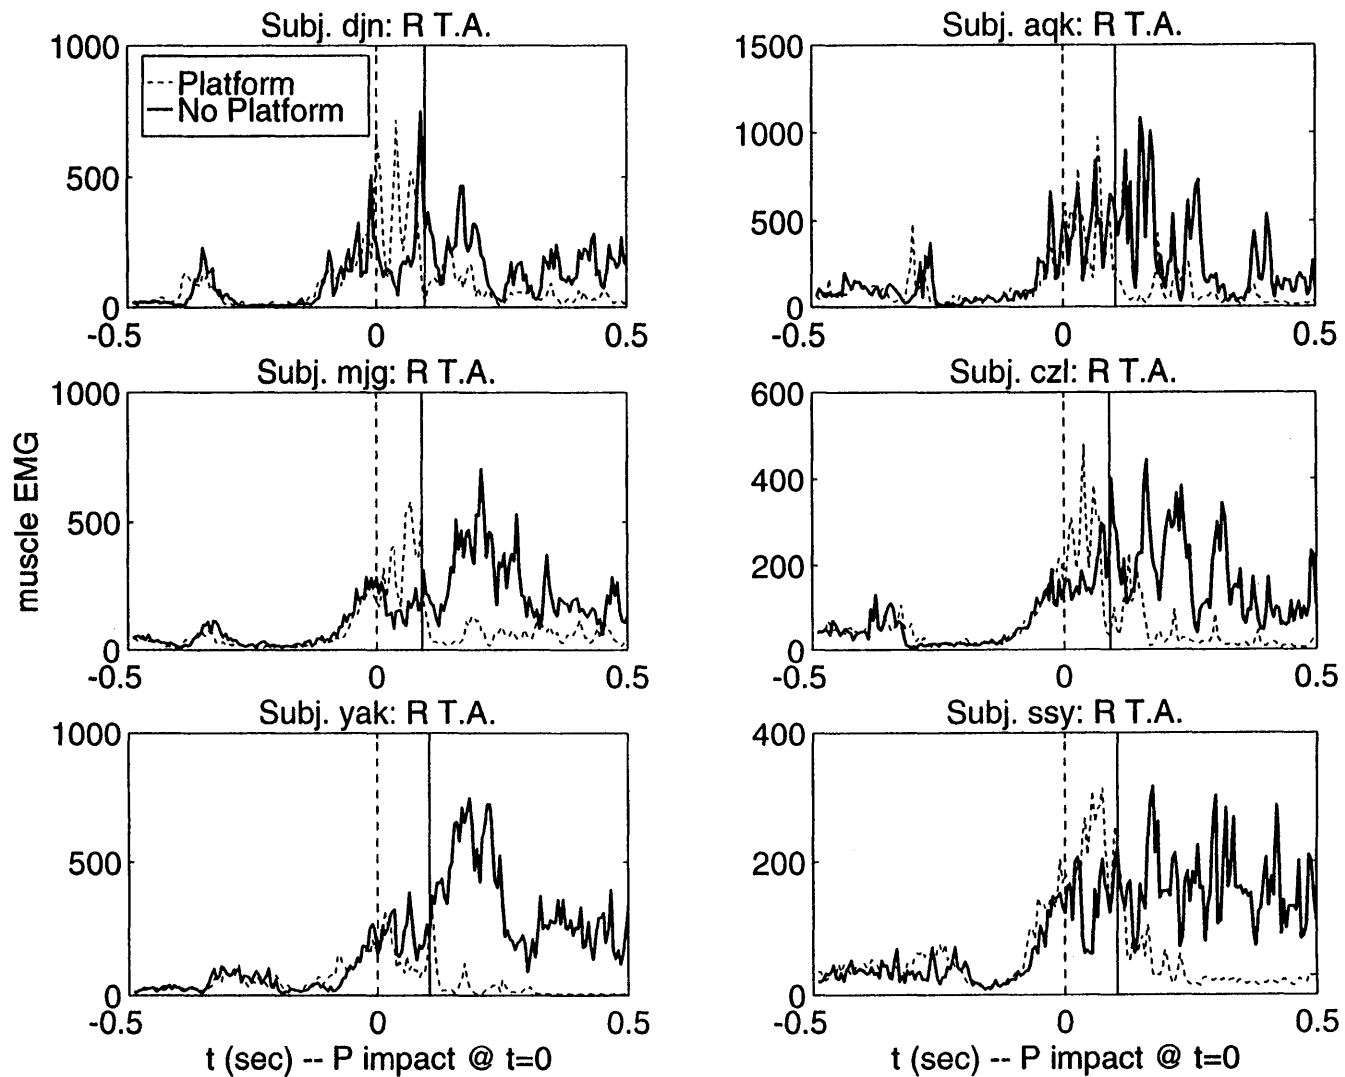 Subj. djn: R T.A.
1000
500
0
-0.5 0 0.5
Platform
No Platform
Subj. aqk: R T.A.
1500
1000
500
0
-0.5 0 0.5
Subj. mjg: R T.A.
1000
500
0
-0.5 0 0.5
muscle EMG
Subj. czl: R T.A.
600
400
200
0
-0.5 0 0.5
Subj. yak: R T.A.
1000
500
0
-0.5 0 0.5
t (sec) -- P impact @ t=0
Subj. ssy: R T.A.
400
200
0
-0.5 0 0.5
t (sec) -- P impact @ t=0